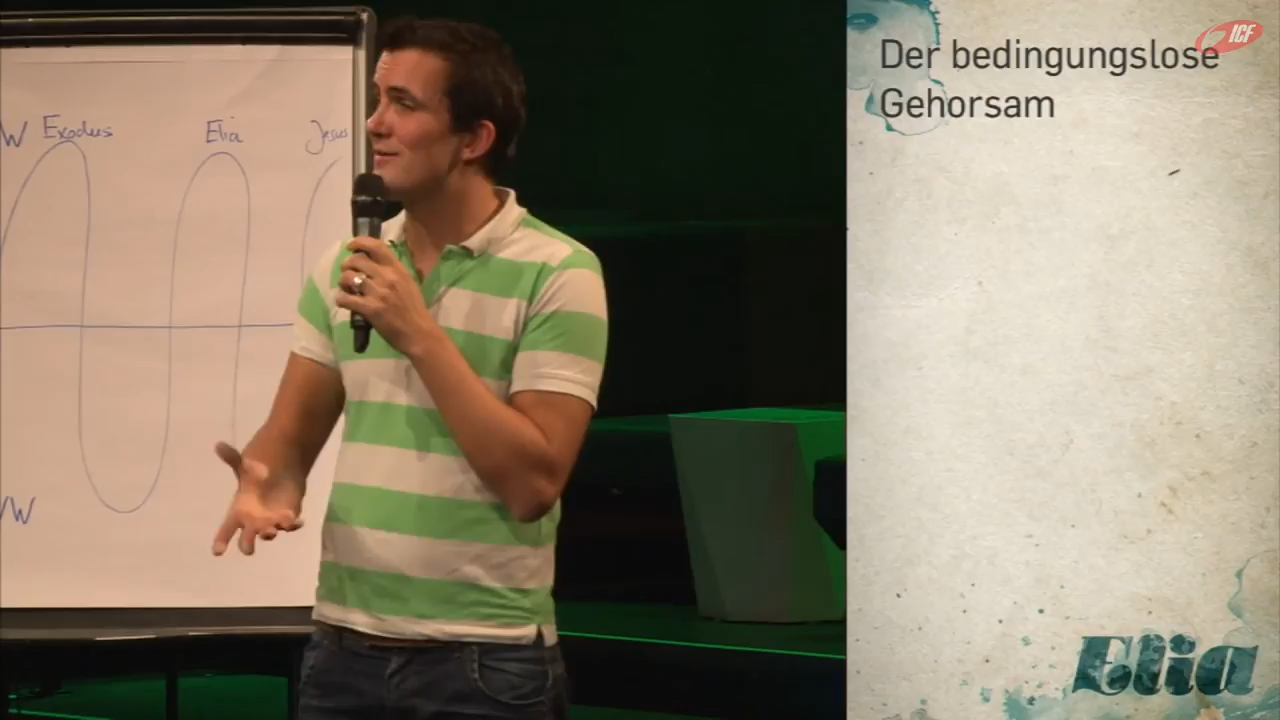 W Exodus Elia Jesus
W
ICF
Der bedingungslose
Gehorsam
Elia